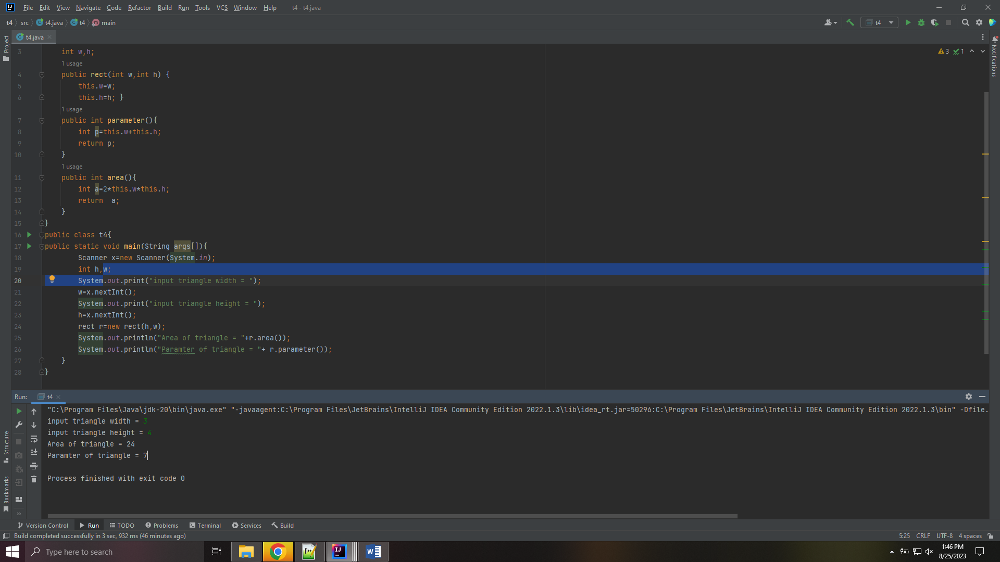 File Edit View Navigate Code Refactor Build Run Tools VCS Window Help t4 - t4.java
t4 src t4.java t4 main t4
Project
t4.java
Notifications
3 int w,h; 3 1
1 usage
4 public rect(int w,int h) {
5 this.w=w;
6 this.h=h; }
1 usage
7 public int parameter(){
8 int p=this.w+this.h;
9 return p;
10 }
1 usage
11 public int area(){
12 int a=2*this.w*this.h;
13 return  a;
14 }
15 }
16 public class t4{
17 public static void main(String args[]){
18 Scanner x=new Scanner(System.in);
19 int h,w;
20 System.out.print("input triangle width = ");
21 w=x.nextInt();
22 System.out.print("input triangle height = ");
23 h=x.nextInt();
24 rect r=new rect(h,w);
25 System.out.println("Area of triangle = "+r.area());
26 System.out.println("Paramter of triangle = "+ r.parameter());
27 }
28 }
Run: t4
"C:\Program Files\Java\jdk-20\bin\java.exe" "-javaagent:C:\Program Files\JetBrains\IntelliJ IDEA Community Edition 2022.1.3\lib\idea_rt.jar=50296:C:\Program Files\JetBrains\IntelliJ IDEA Community Edition 2022.1.3\bin" -Dfile.
input triangle width = 3
input triangle height = 4
Area of triangle = 24
Paramter of triangle = 7
Process finished with exit code 0
Structure
Bookmarks
Version Control Run TODO Problems Terminal Services Build
Build completed successfully in 3 sec, 932 ms (46 minutes ago) 5:25 CRLF UTF-8 4 spaces
Type here to search
1:46 PM
8/25/2023